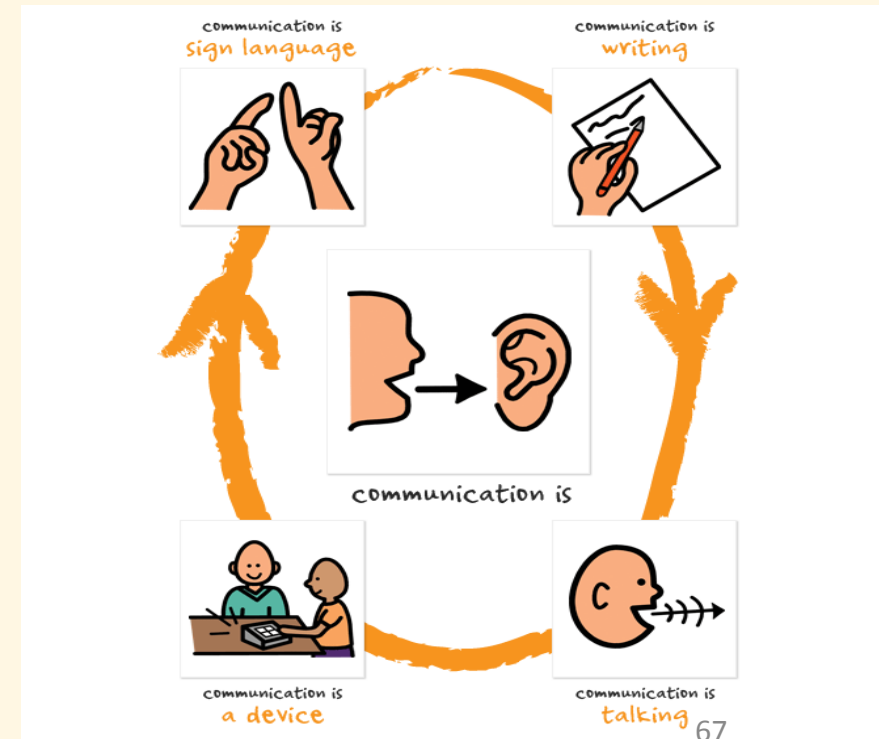 communication is
sign language
communication is
writing
communication is
communication is
a device
communication is
talking
67